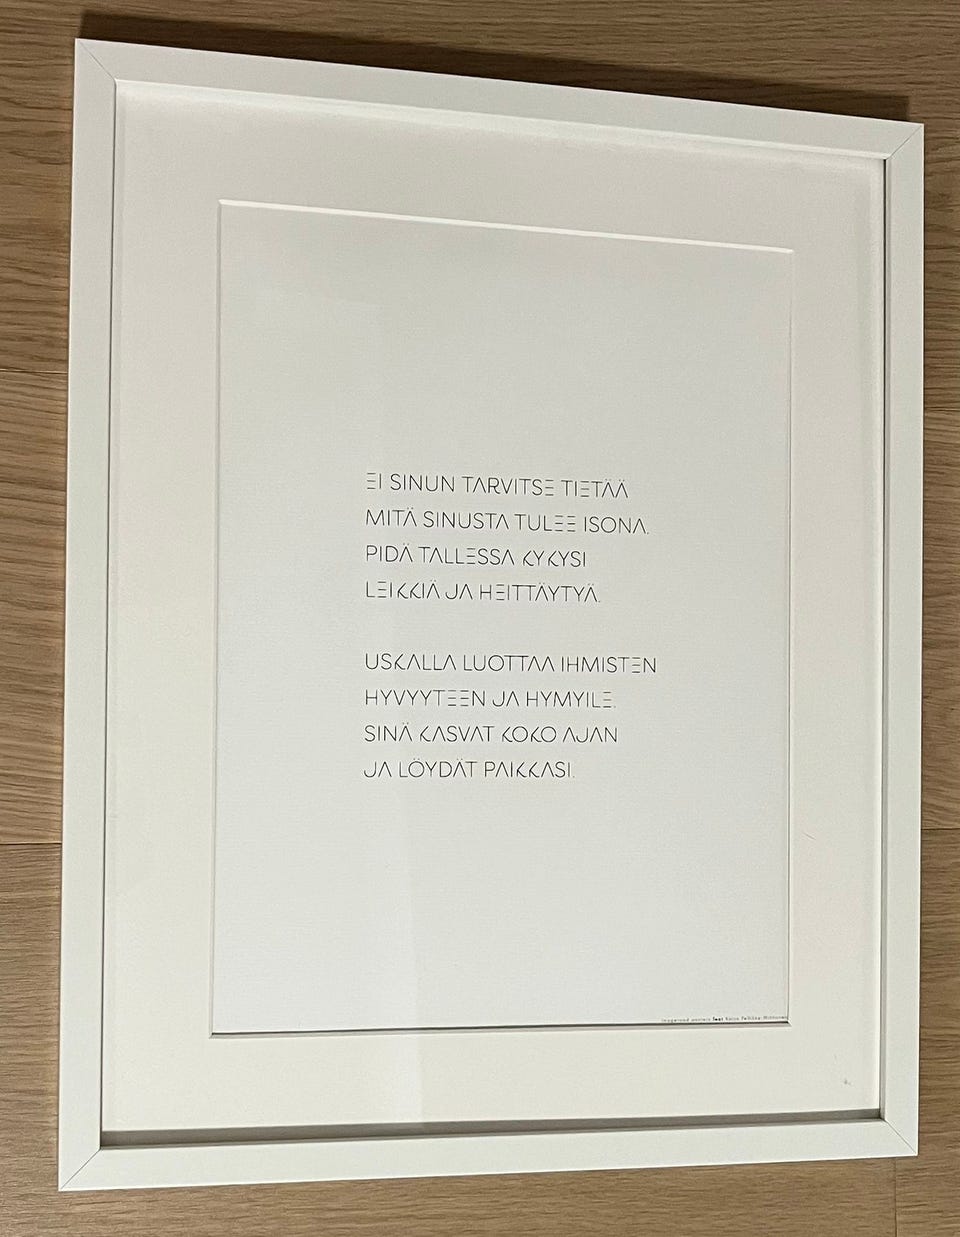 EI SINUN TARVITSE TIETÄÄ
MITÄ SINUSTA TULEE ISONA.
PIDÄ TALLESSA KYKYSI
LEIKKIÄ JA HEITTÄYTYÄ.
USKALLA LUOTTAA IHMISTEN
HYVYYTEEN JA HYMYILE.
SINÄ KASVAT KOKO AJAN
JA LÖYDÄT PAIKKASI.
feat